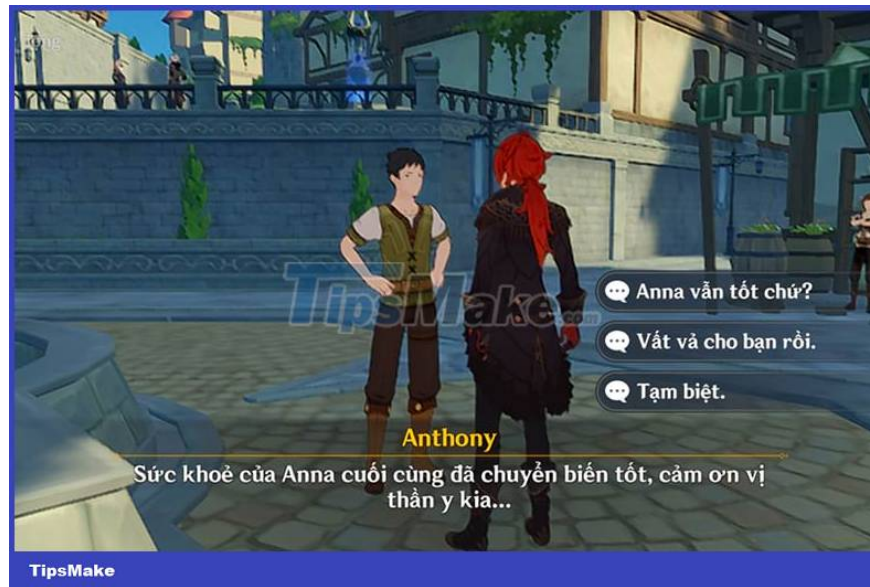 TipsMake.com
Anna vẫn tốt chứ?
Vất vả cho bạn rồi.
Tạm biệt.
Anthony
Sức khoẻ của Anna cuối cùng đã chuyển biến tốt, cảm ơn vị
thần y kia...
TipsMake